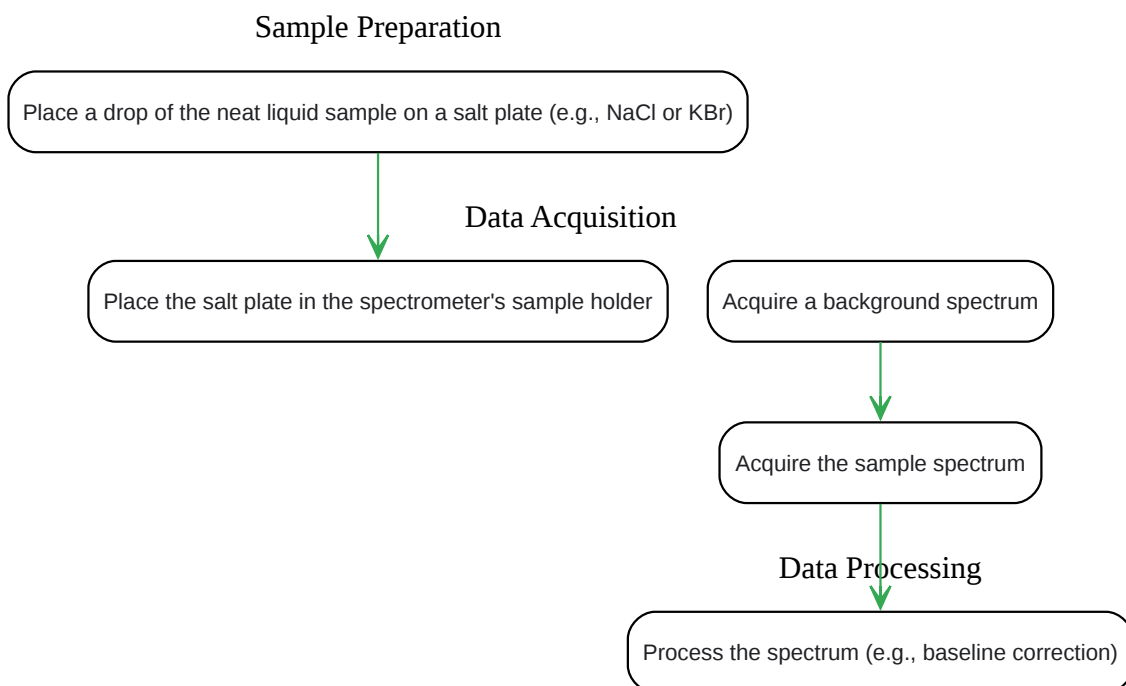 Sample Preparation
Place a drop of the neat liquid sample on a salt plate (e.g., NaCl or KBr)
Data Acquisition
Place the salt plate in the spectrometer's sample holder
Acquire a background spectrum
Acquire the sample spectrum
Data Processing
Process the spectrum (e.g., baseline correction)